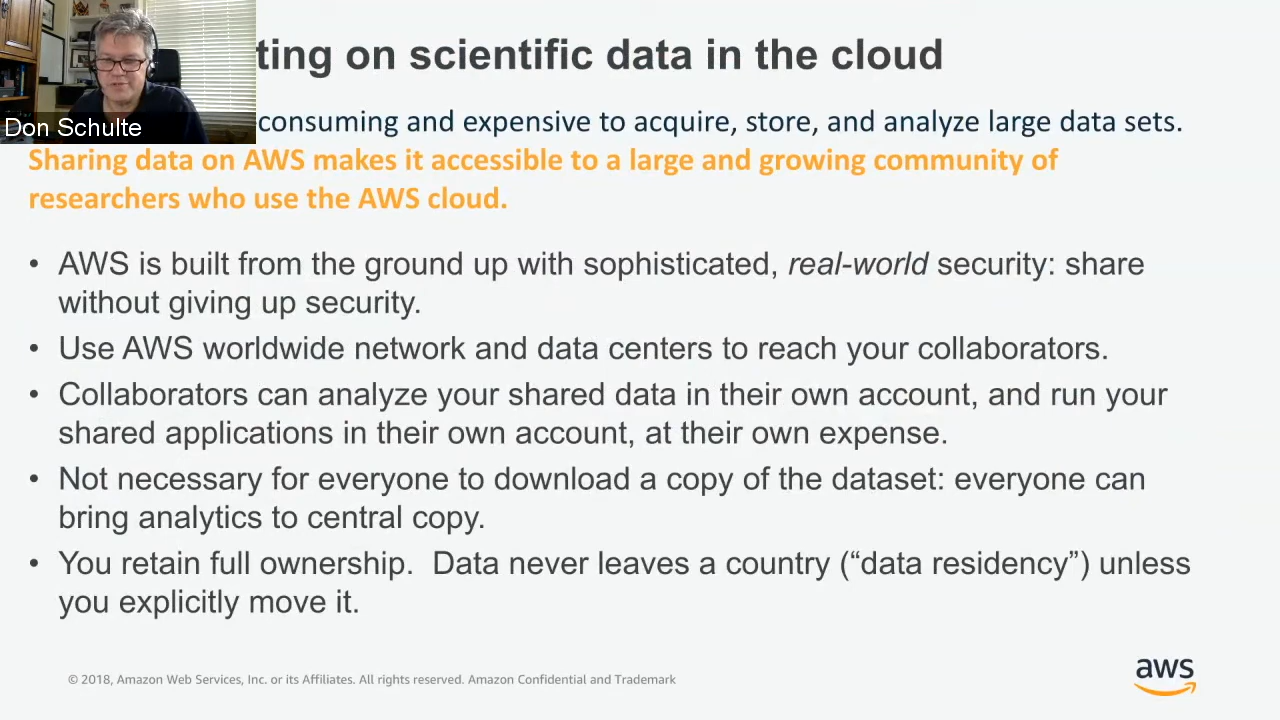 ting on scientific data in the cloud
Don Schulte
consuming and expensive to acquire, store, and analyze large data sets.
Sharing data on AWS makes it accessible to a large and growing community of
researchers who use the AWS cloud.
• AWS is built from the ground up with sophisticated, real-world security: share
without giving up security.
• Use AWS worldwide network and data centers to reach your collaborators.
• Collaborators can analyze your shared data in their own account, and run your
shared applications in their own account, at their own expense.
• Not necessary for everyone to download a copy of the dataset: everyone can
bring analytics to central copy.
• You retain full ownership.  Data never leaves a country (“data residency”) unless
you explicitly move it.
© 2018, Amazon Web Services, Inc. or its Affiliates. All rights reserved. Amazon Confidential and Trademark
aws